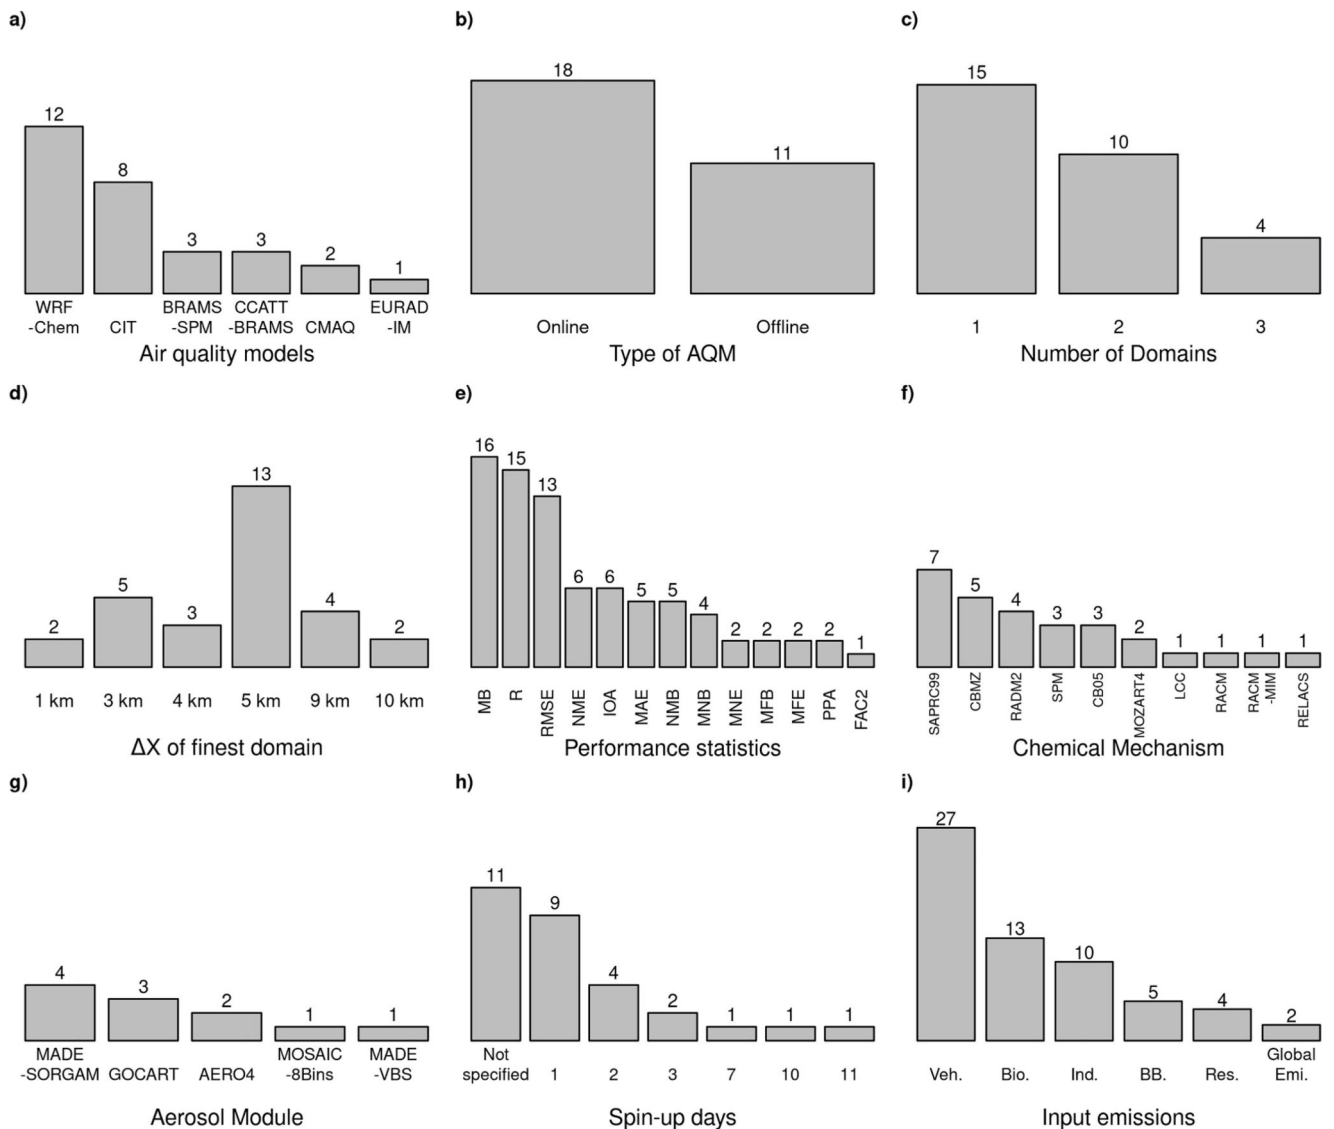 a)
12
8
3
3
2
1
WRF
-Chem
CIT
BRAMS
-SPM
CCATT
-BRAMS
CMAQ
EURAD
-IM
Air quality models
b)
18
11
Online
Offline
Type of AQM
c)
15
10
4
1
2
3
Number of Domains
d)
2
5
3
13
4
2
1 km
3 km
4 km
5 km
9 km
10 km
ΔX of finest domain
e)
16
15
13
6
6
5
5
4
2
2
2
2
1
MB
R
RMSE
NME
IOA
MAE
NMB
MNB
MNE
MFB
MFE
PPA
FAC2
Performance statistics
f)
7
5
4
3
3
2
1
1
1
1
SAPRC99
CBMZ
RADM2
SPM
CB05
MOZART4
LCC
RACM
RACM
-MIM
RELACS
Chemical Mechanism
g)
4
3
2
1
1
MADE
-SORGAM
GOCART
AERO4
MOSAIC
-8Bins
MADE
-VBS
Aerosol Module
h)
11
9
4
2
1
1
1
Not
specified
1
2
3
7
10
11
Spin-up days
i)
27
13
10
5
4
2
Veh.
Bio.
Ind.
BB.
Res.
Global
Emi.
Input emissions